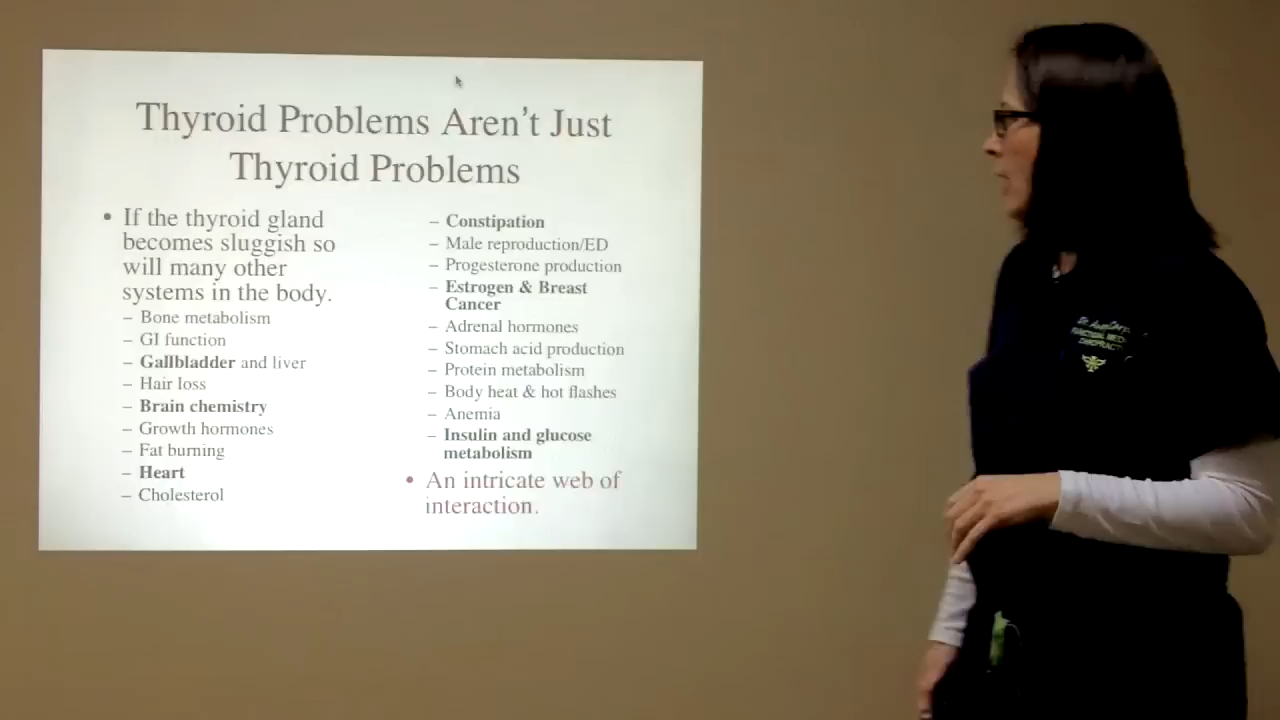 Thyroid Problems Aren't Just
Thyroid Problems
• If the thyroid gland
becomes sluggish so
will many other
systems in the body.
– Bone metabolism
– GI function
– Gallbladder and liver
– Hair loss
– Brain chemistry
– Growth hormones
– Fat burning
– Heart
– Cholesterol
– Constipation
– Male reproduction/ED
– Progesterone production
– Estrogen & Breast
Cancer
– Adrenal hormones
– Stomach acid production
– Protein metabolism
– Body heat & hot flashes
– Anemia
– Insulin and glucose
metabolism
• An intricate web of
interaction.